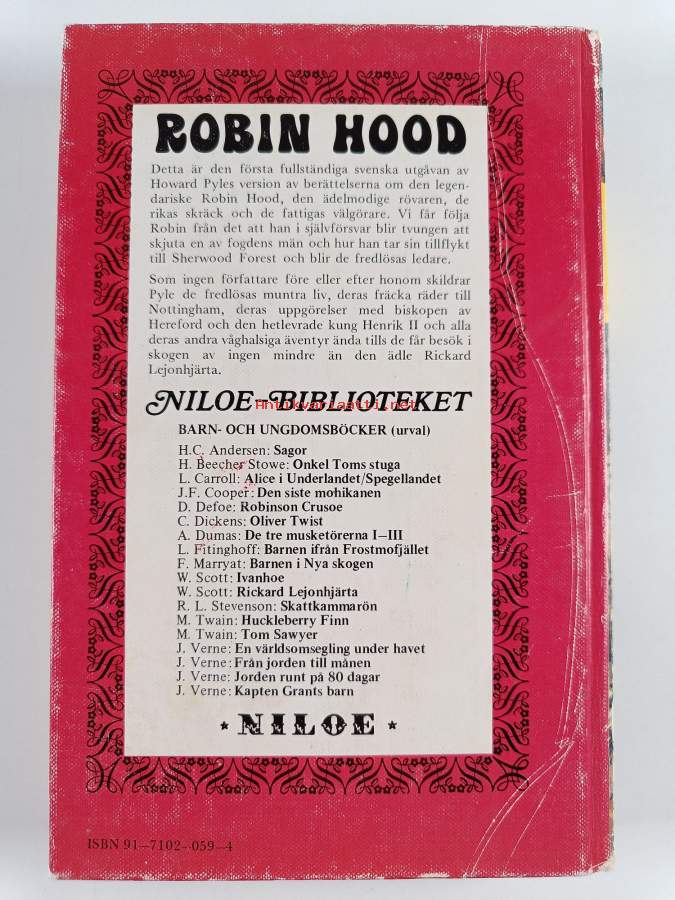 ROBIN HOOD
Detta är den första fullständiga svenska utgåvan av
Howard Pyles version av berättelserna om den legen-
dariske Robin Hood, den ädelmodige rövaren, de
rikas skräck och de fattigas välgörare. Vi får följa
Robin från det att han i självförsvar blir tvungen att
skjuta en av fogdens män och hur han tar sin tillflykt
till Sherwood Forest och blir de fredlösas ledare.
Som ingen författare före eller efter honom skildrar
Pyle de fredlösas muntra liv, deras fräcka räder till
Nottingham, deras uppgörelser med biskopen av
Hereford och den hetlevrade kung Henrik II och alla
deras andra våghalsiga äventyr ända tills de får besök i
skogen av ingen mindre än den ädle Rickard
Lejonhjärta.
NILOE-BIBLIOTEKET
antikvariaatti.net
BARN- OCH UNGDOMSBÖCKER (urval)
H.C. Andersen: Sagor
H. Beecher Stowe: Onkel Toms stuga
L. Carroll: Alice i Underlandet/Spegellandet
J.F. Cooper: Den siste mohikanen
D. Defoe: Robinson Crusoe
C. Dickens: Oliver Twist
A. Dumas: De tre musketörerna I—III
L. Fitinghoff: Barnen ifrån Frostmofjället
F. Marryat: Barnen i Nya skogen
W. Scott: Ivanhoe
W. Scott: Rickard Lejonhjärta
R. L. Stevenson: Skattkammarön
M. Twain: Huckleberry Finn
M. Twain: Tom Sawyer
J. Verne: En världsomsegling under havet
J. Verne: Från jorden till månen
J. Verne: Jorden runt på 80 dagar
J. Verne: Kapten Grants barn
★ NILOE ★
ISBN 91—7102—059—4